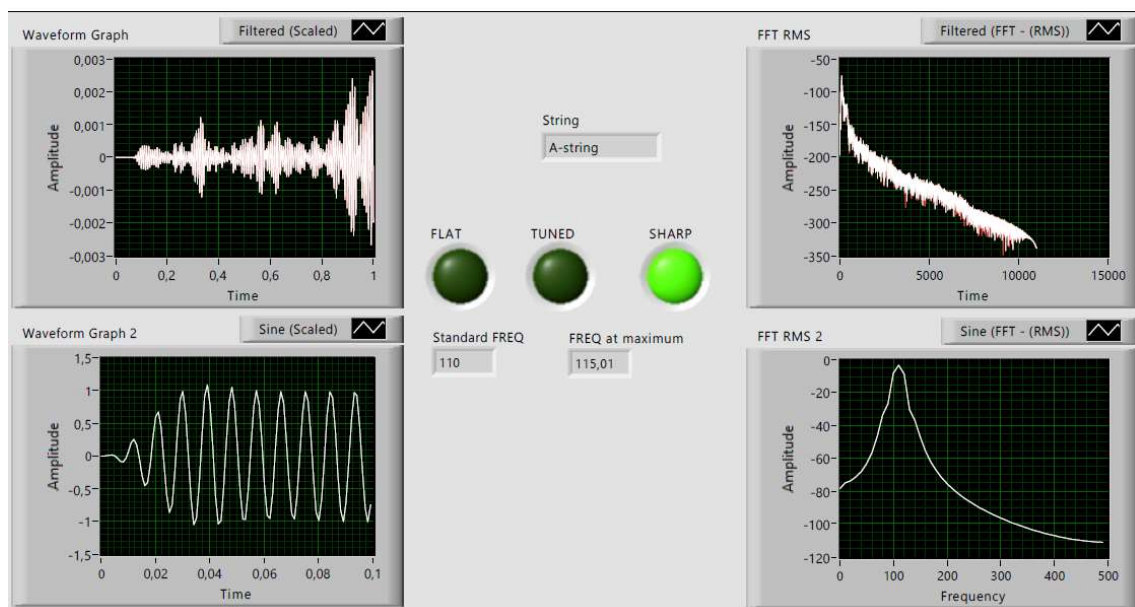 Waveform Graph
Filtered (Scaled)
0,003
0,002
0,001
0
-0,001
-0,002
-0,003
Amplitude
0 0,2 0,4 0,6 0,8 1
Time
String
A-string
FLAT TUNED SHARP
Standard FREQ FREQ at maximum
110 115,01
FFT RMS
Filtered (FFT - (RMS))
-50
-100
-150
-200
-250
-300
-350
Amplitude
0 5000 10000 15000
Time
Waveform Graph 2
Sine (Scaled)
1,5
1
0,5
0
-0,5
-1
-1,5
Amplitude
0 0,02 0,04 0,06 0,08 0,1
Time
FFT RMS 2
Sine (FFT - (RMS))
0
-20
-40
-60
-80
-100
-120
Amplitude
0 100 200 300 400 500
Frequency